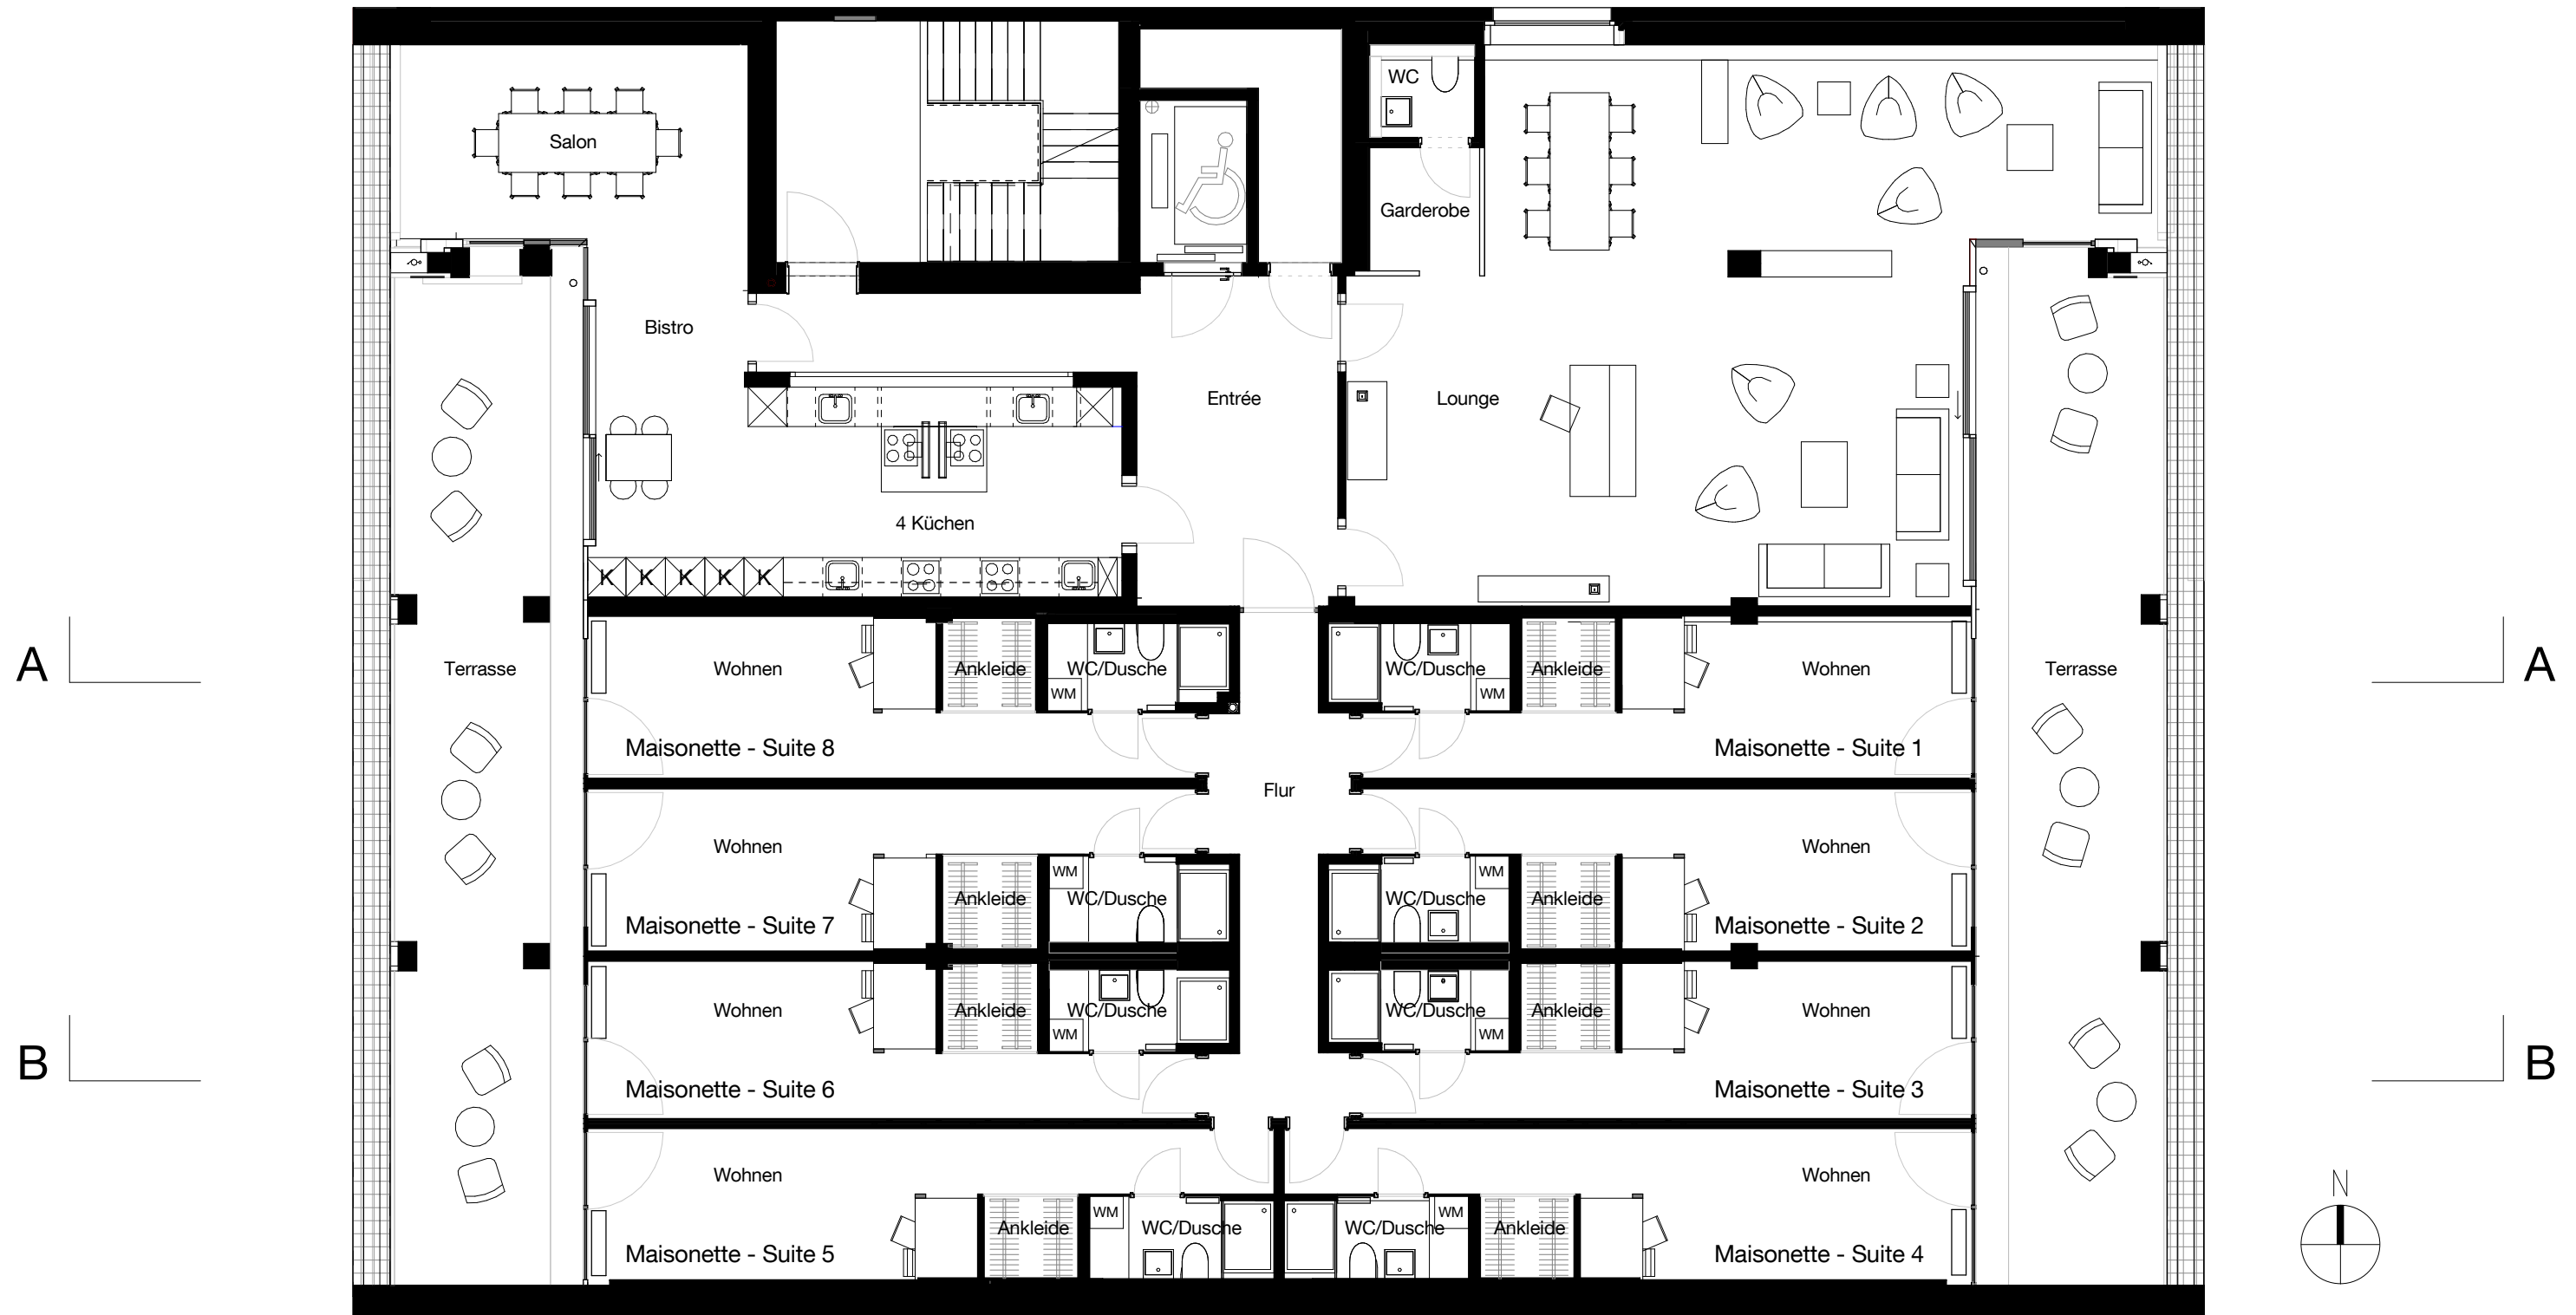 WC
Salon
Garderobe
Bistro
Entrée
Lounge
4 Küchen
K K K K K
A
Terrasse
Wohnen
Ankleide
WC/Dusche
WM
WC/Dusche
WM
Ankleide
Wohnen
Terrasse
A
Maisonette - Suite 8
Maisonette - Suite 1
Flur
Wohnen
Ankleide
WM
WC/Dusche
WM
WC/Dusche
Ankleide
Wohnen
Maisonette - Suite 7
Maisonette - Suite 2
Wohnen
Ankleide
WC/Dusche
WM
WC/Dusche
WM
Ankleide
Wohnen
B
B
Maisonette - Suite 6
Maisonette - Suite 3
Wohnen
Wohnen
Ankleide
WM
WC/Dusche
WC/Dusche
WM
Ankleide
Maisonette - Suite 5
Maisonette - Suite 4
N